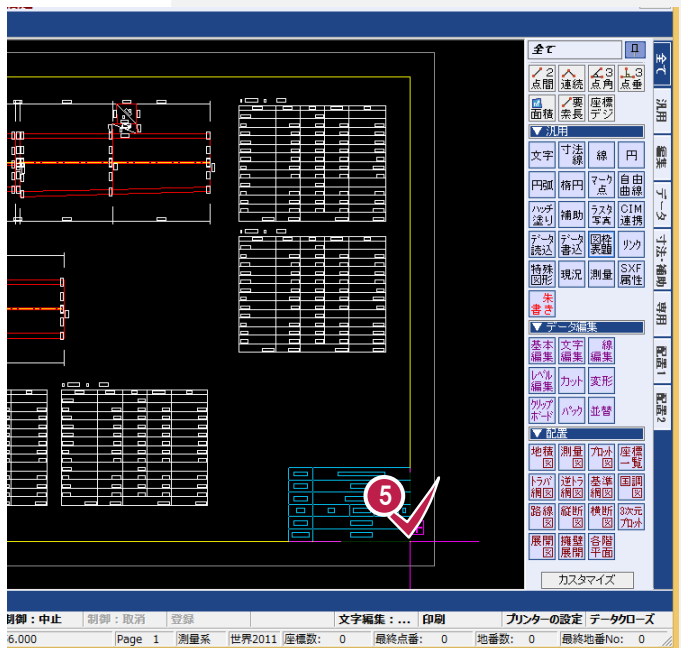 全て
2
点間
連続
3
点角
3
点垂
面積
要
素長
座標
デジ
▼ 汎用
文字
寸法
線
線
円
円弧
楕円
マーク
点
自由
曲線
ハッチ
塗り
補助
ラスタ
写真
CIM
連携
データ
読込
データ
書込
図枠
表題
リンク
特殊
図形
現況
測量
SXF
属性
朱
書き
▼ データ編集
基本
編集
文字
編集
線
編集
レベル
編集
カット
変形
クリップ
ボード
パック
並替
▼ 配置
地積
図
測量
図
プロット
図
座標
一覧
トラバ
網図
逆トラ
網図
基準
網図
国調
図
路線
図
縦断
図
横断
図
3次元
プロット
展開
図
擁壁
展開
各階
平面
カスタマイズ
全て
汎用
編集
データ
寸法・補助
専用
配置1
配置2
5
制御：中止
制御：取消
登録
文字編集：...
印刷
プリンターの設定
データクローズ
6.000
Page 1
測量系
世界2011
座標数: 0
最終点番: 0
地番数: 0
最終地番No: 0